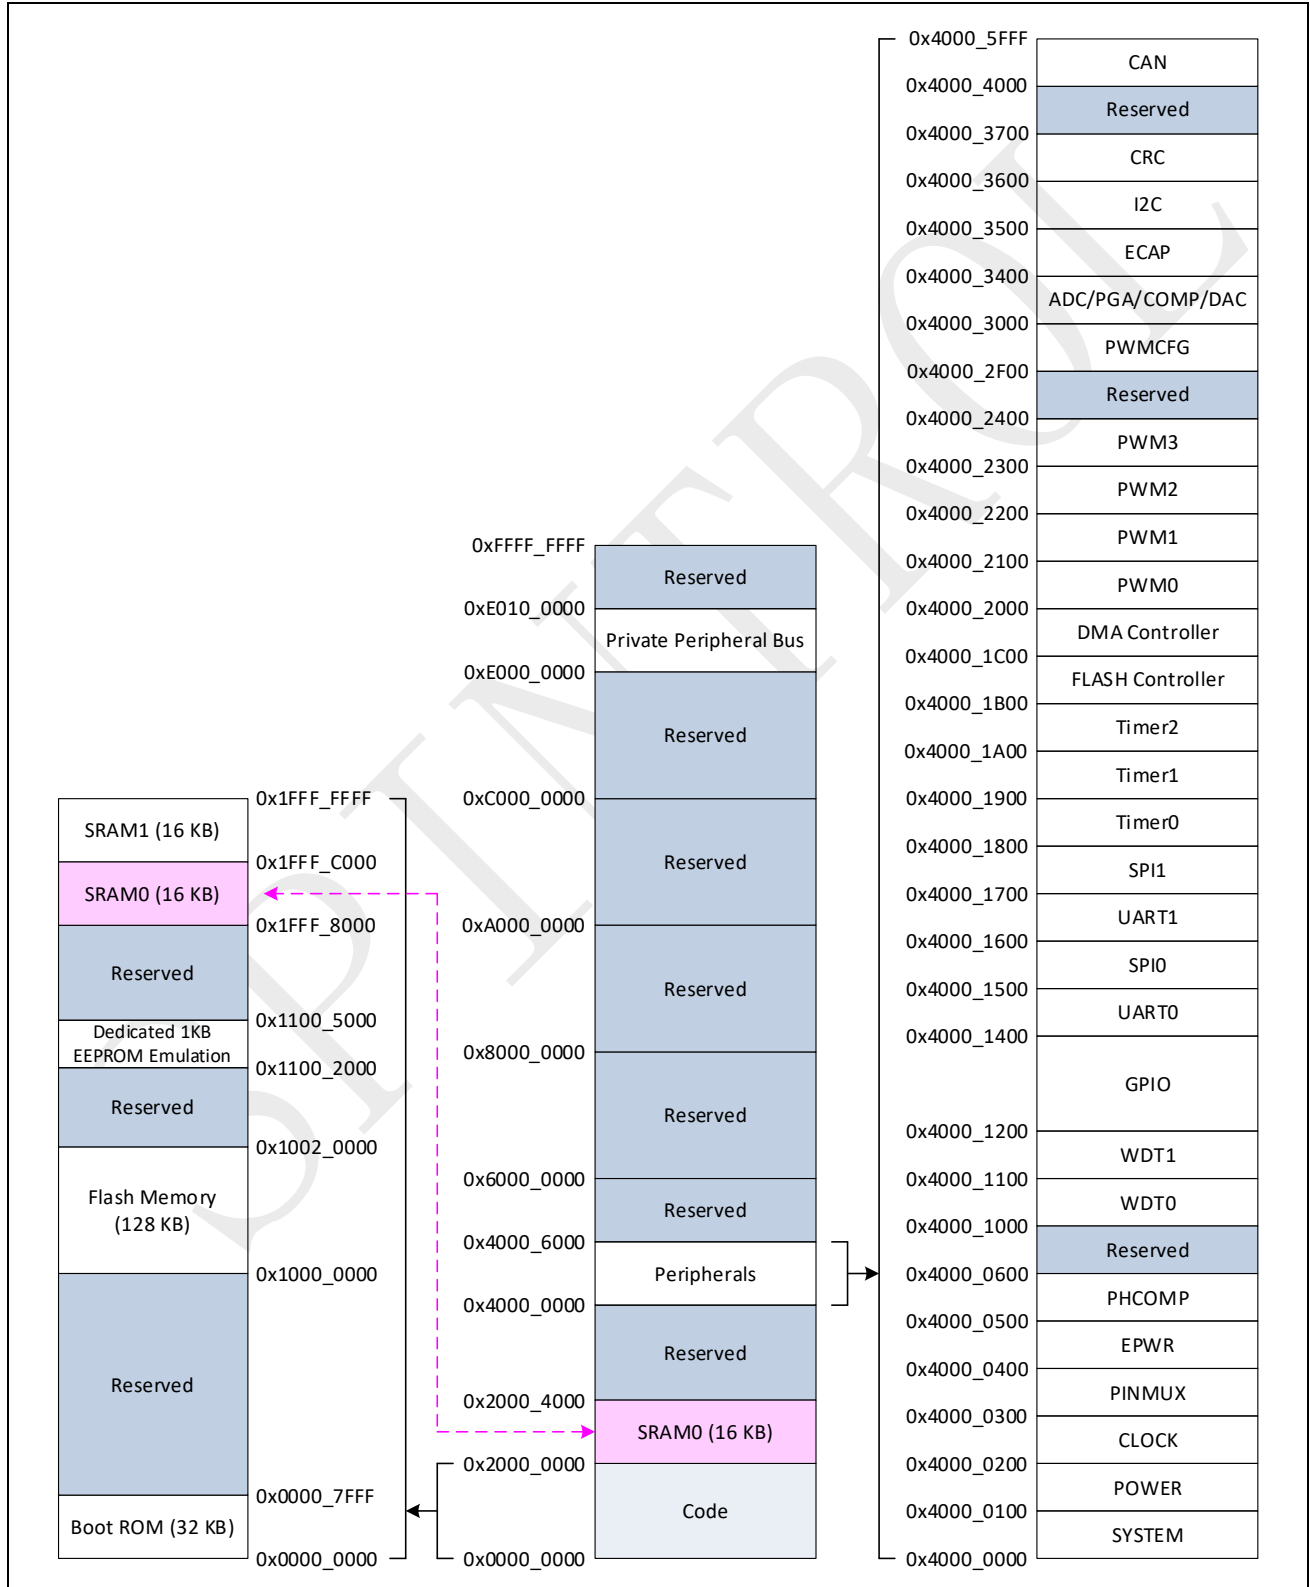 SPINTROL
0x1FFF_FFFF
SRAM1 (16 KB)
0x1FFF_C000
SRAM0 (16 KB)
0x1FFF_8000
Reserved
0x1100_5000
Dedicated 1KB
EEPROM Emulation
0x1100_2000
Reserved
0x1002_0000
Flash Memory
(128 KB)
0x1000_0000
Reserved
0x0000_7FFF
Boot ROM (32 KB)
0x0000_0000
0xFFFF_FFFF
Reserved
0xE010_0000
Private Peripheral Bus
0xE000_0000
Reserved
0xC000_0000
Reserved
0xA000_0000
Reserved
0x8000_0000
Reserved
0x6000_0000
Reserved
0x4000_6000
Peripherals
0x4000_0000
Reserved
0x2000_4000
SRAM0 (16 KB)
0x2000_0000
Code
0x0000_0000
0x4000_5FFF
CAN
0x4000_4000
Reserved
0x4000_3700
CRC
0x4000_3600
I2C
0x4000_3500
ECAP
0x4000_3400
ADC/PGA/COMP/DAC
0x4000_3000
PWMCFG
0x4000_2F00
Reserved
0x4000_2400
PWM3
0x4000_2300
PWM2
0x4000_2200
PWM1
0x4000_2100
PWM0
0x4000_2000
DMA Controller
0x4000_1C00
FLASH Controller
0x4000_1B00
Timer2
0x4000_1A00
Timer1
0x4000_1900
Timer0
0x4000_1800
SPI1
0x4000_1700
UART1
0x4000_1600
SPI0
0x4000_1500
UART0
0x4000_1400
GPIO
0x4000_1200
WDT1
0x4000_1100
WDT0
0x4000_1000
Reserved
0x4000_0600
PHCOMP
0x4000_0500
EPWR
0x4000_0400
PINMUX
0x4000_0300
CLOCK
0x4000_0200
POWER
0x4000_0100
SYSTEM
0x4000_0000